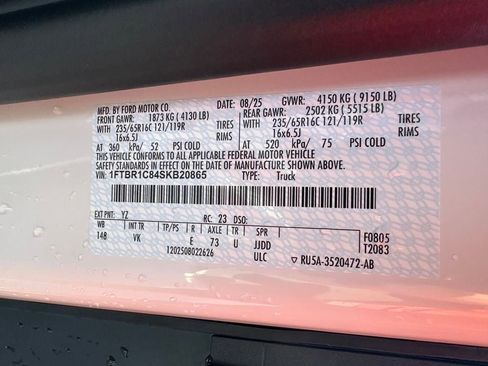 MFD. BY FORD MOTOR CO. DATE: 08/25 GVWR: 4150 KG ( 9150 LB)
FRONT GAWR: 1873 KG ( 4130 LB) REAR GAWR: 2502 KG ( 5515 LB)
WITH 235/65R16C 121/119R TIRES WITH 235/65R16C 121/119R TIRES
16x6.5J RIMS 16x6.5J RIMS
AT 360 kPa/ 52 PSI COLD AT 520 kPa/ 75 PSI COLD
THIS VEHICLE CONFORMS TO ALL APPLICABLE FEDERAL MOTOR VEHICLE
SAFETY STANDARDS IN EFFECT ON THE DATE OF MANUFACTURE SHOWN ABOVE.
VIN: 1FTBR1C84SKB20865 TYPE: Truck
EXT PNT: YZ RC: 23 DSO:
WB INT TR TP/PS R AXLE TR SPR F0805
148 VK E 73 U JJDD T2083
1202508022626 ULC RU5A-3520472-AB